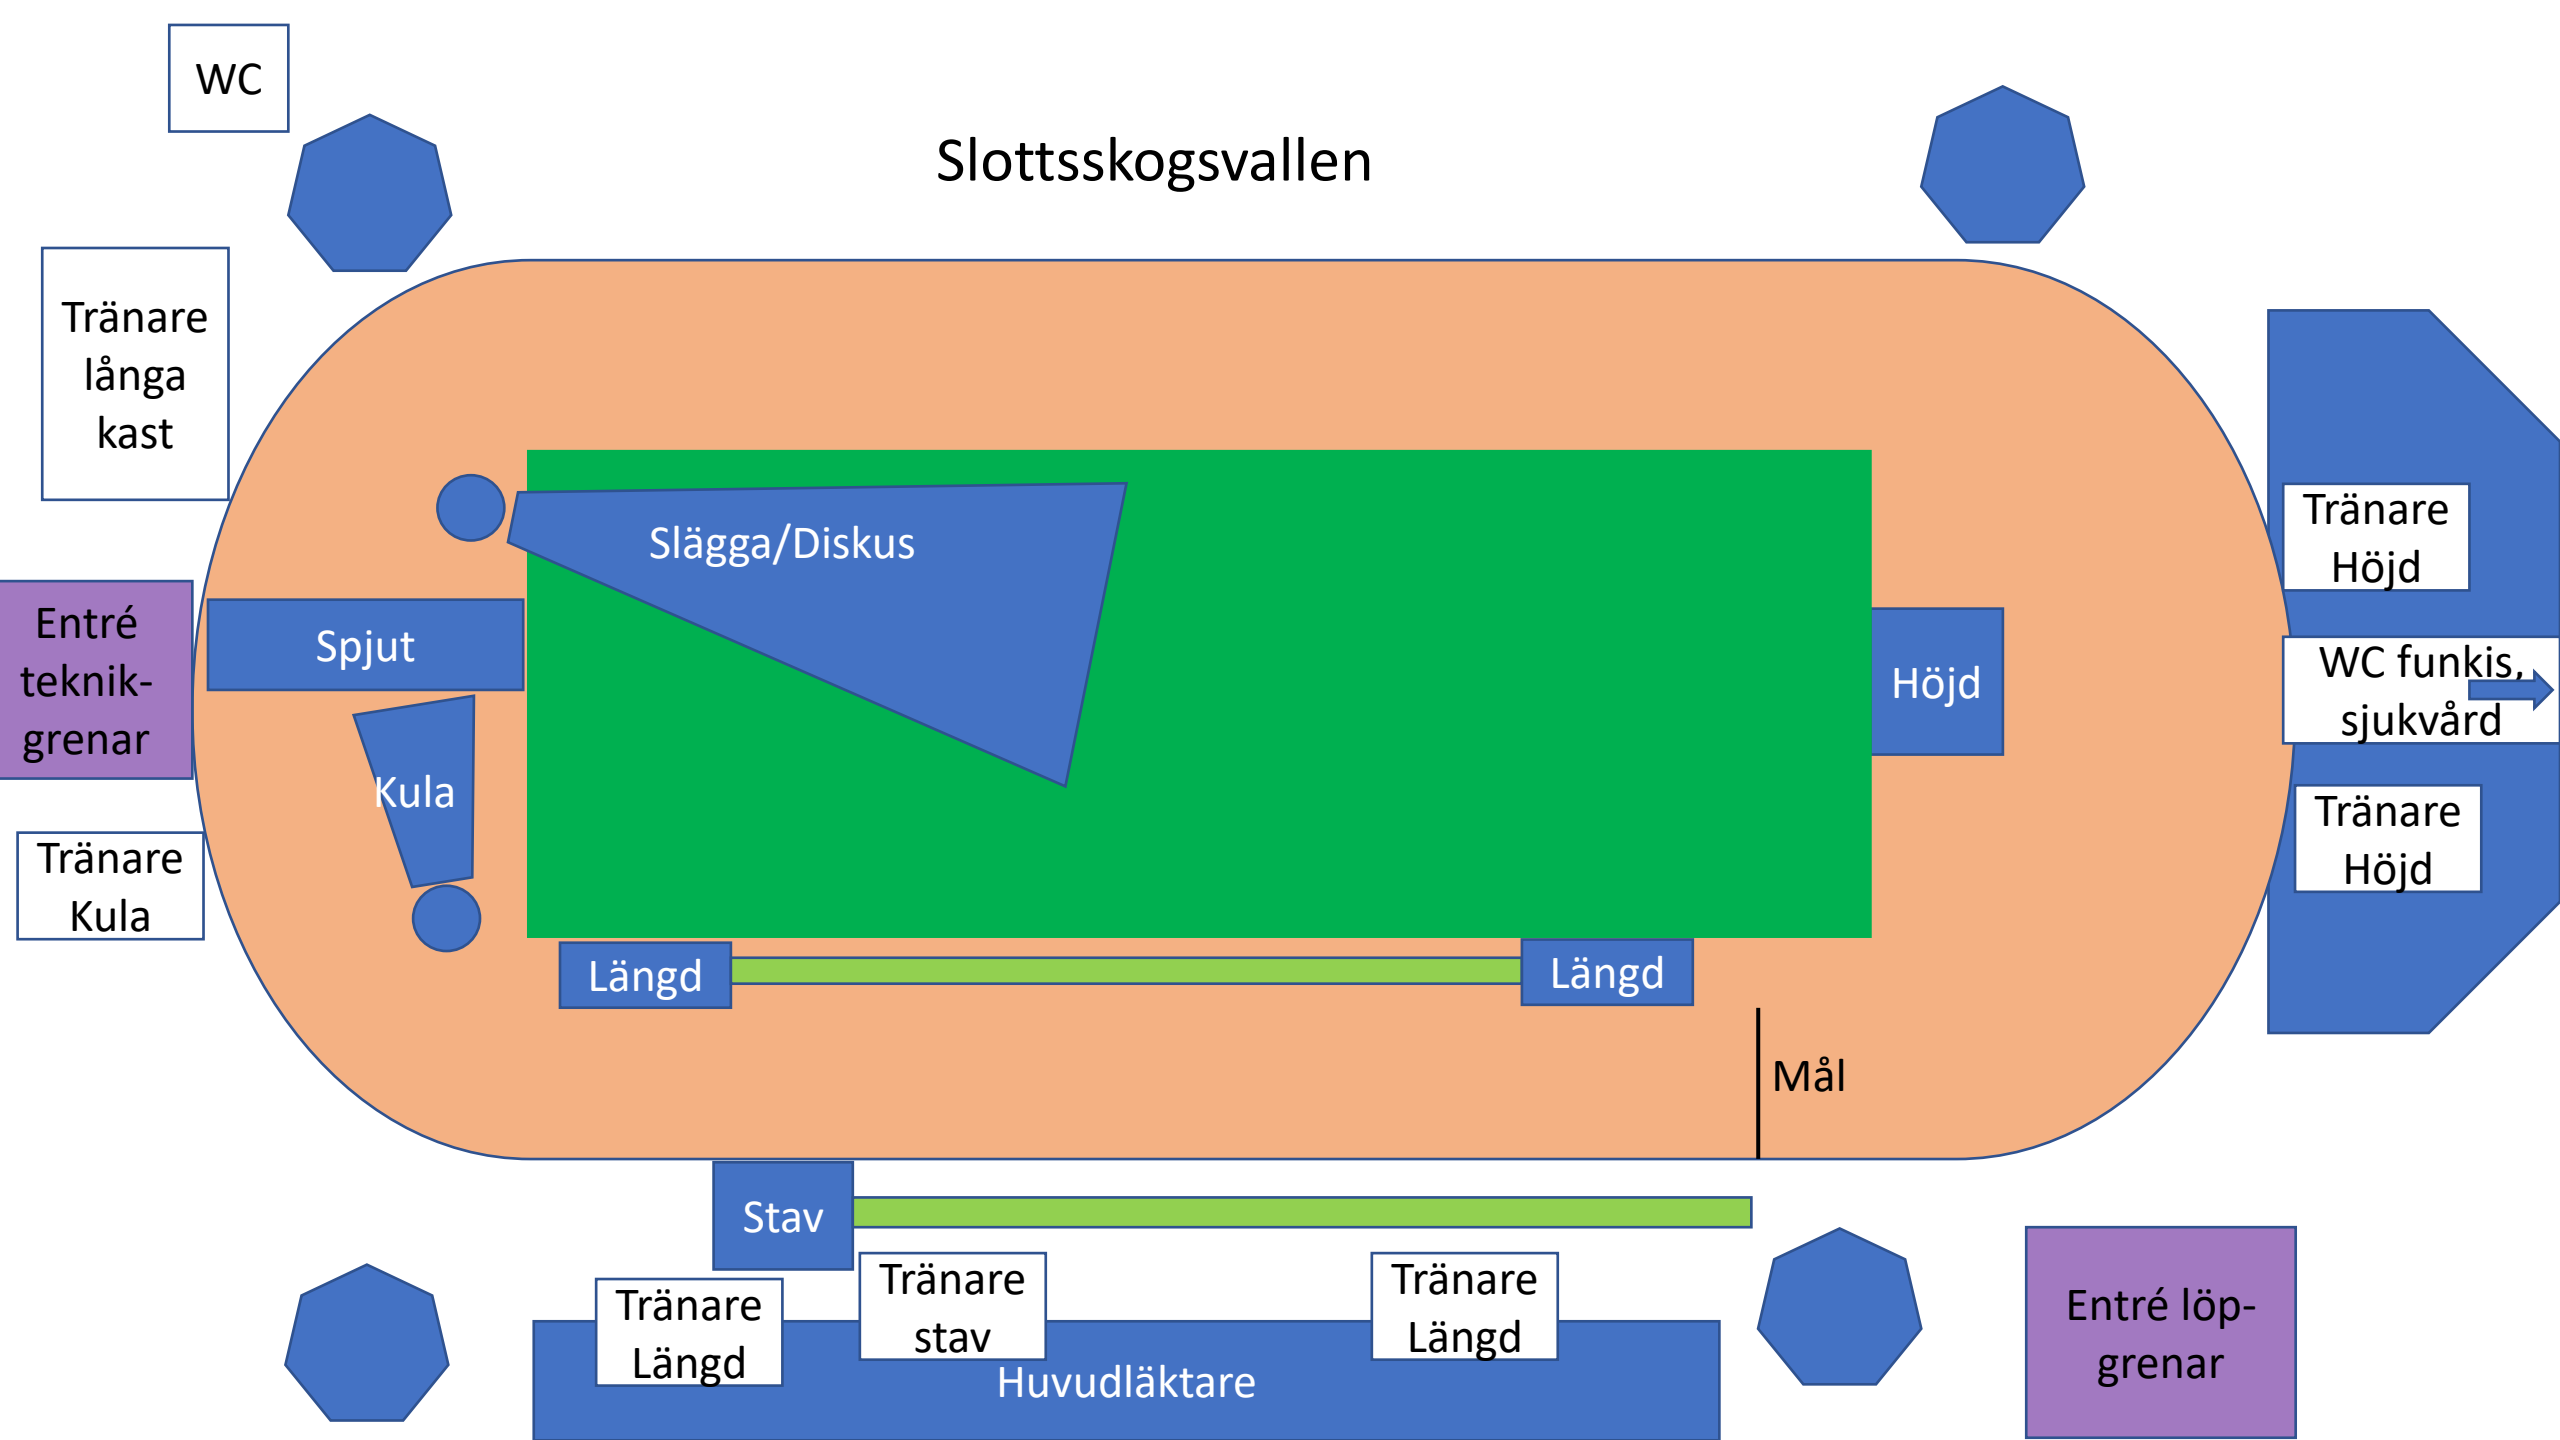 WC
Slottsskogsvallen
Tränare
långa
kast
Slägga/Diskus
Tränare
Höjd
Entré
teknik-
grenar
Spjut
Höjd
WC funkis,
sjukvård
Kula
Tränare
Höjd
Tränare
Kula
Längd
Längd
Mål
Stav
Tränare
Längd
Tränare
stav
Tränare
Längd
Huvudläktare
Entré löp-
grenar